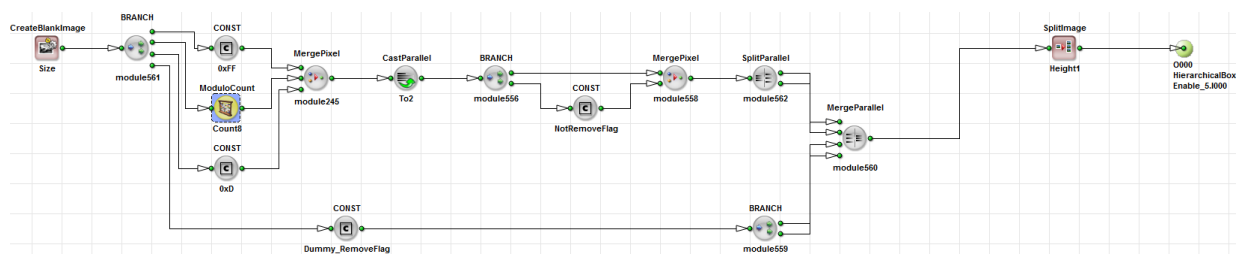 CreateBlankImage
Size
BRANCH
module561
CONST
0xFF
ModuloCount
Count8
CONST
0xD
MergePixel
module245
CastParallel
To2
BRANCH
module556
CONST
NotRemoveFlag
MergePixel
module558
SplitParallel
module562
MergeParallel
module560
CONST
Dummy_RemoveFlag
BRANCH
module559
SplitImage
Height1
O000
HierarchicalBox
Enable_5.I000